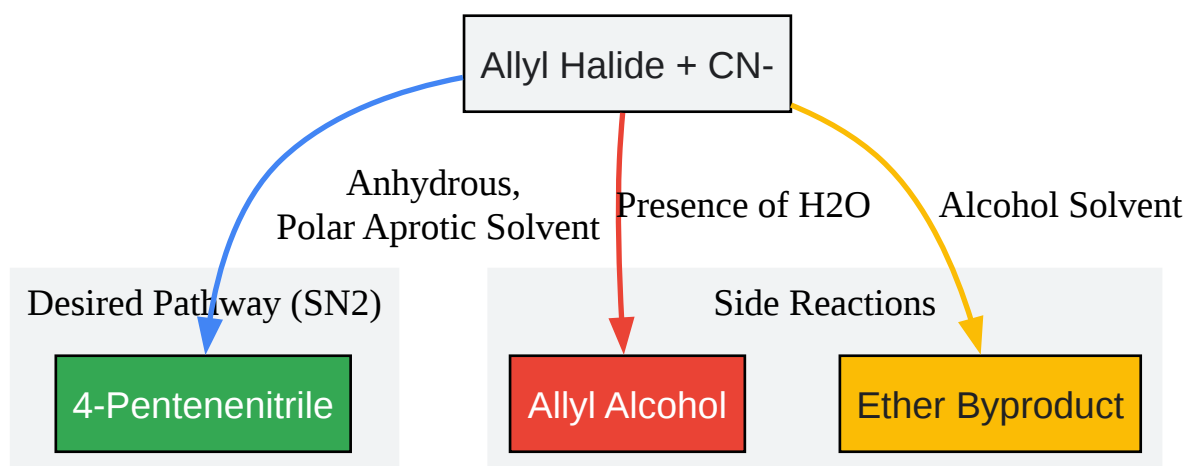 Allyl Halide + CN-
Anhydrous,
Polar Aprotic Solvent
Presence of H2O
Alcohol Solvent
Desired Pathway (SN2)
Side Reactions
4-Pentenenitrile
Allyl Alcohol
Ether Byproduct